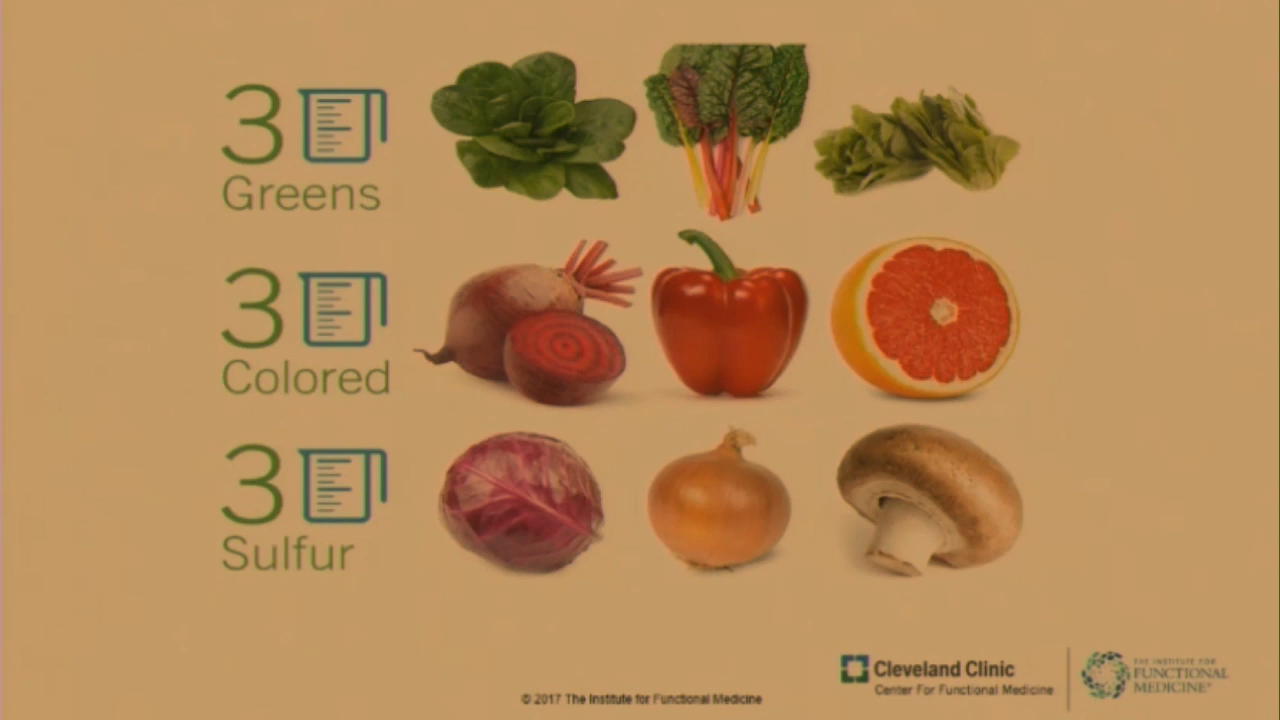 3
Greens
3
Colored
3
Sulfur
Cleveland Clinic
Center For Functional Medicine
THE INSTITUTE FOR
FUNCTIONAL
MEDICINE®
© 2017 The Institute for Functional Medicine